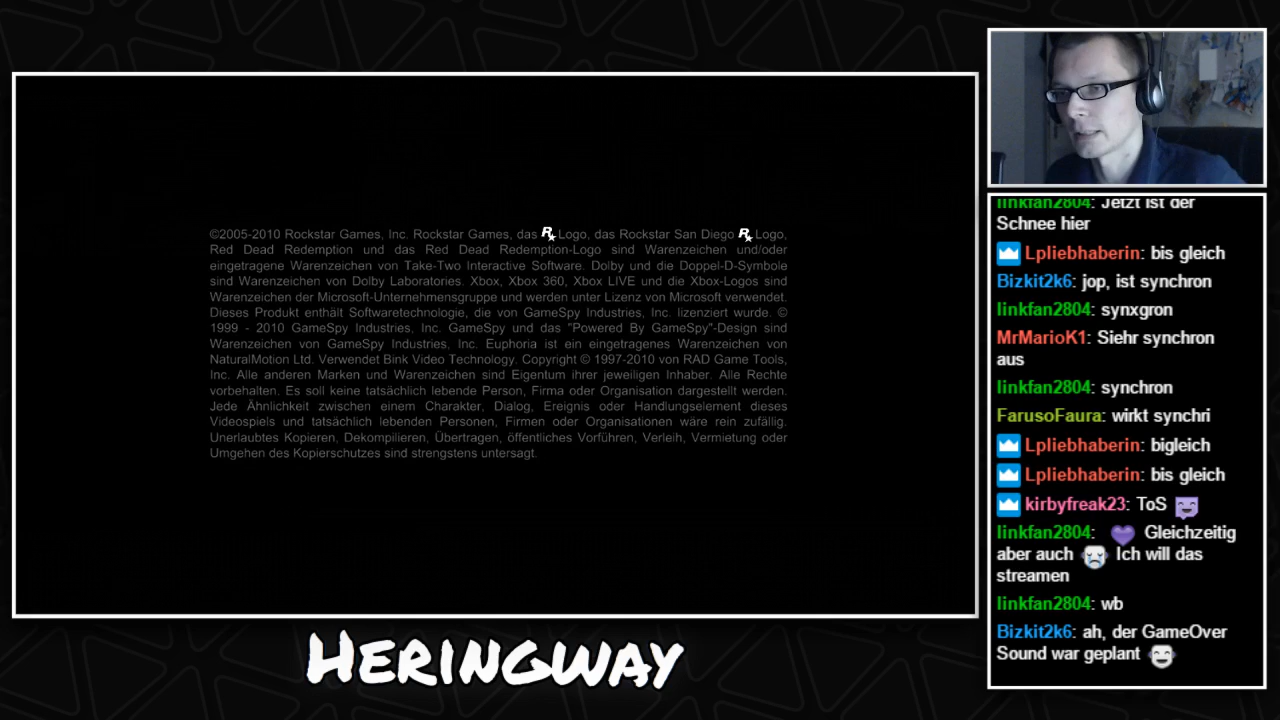 ©2005-2010 Rockstar Games, Inc. Rockstar Games, das R Logo, das Rockstar San Diego R Logo,
Red Dead Redemption und das Red Dead Redemption-Logo sind Warenzeichen und/oder
eingetragene Warenzeichen von Take-Two Interactive Software. Dolby und die Doppel-D-Symbole
sind Warenzeichen von Dolby Laboratories. Xbox, Xbox 360, Xbox LIVE und die Xbox-Logos sind
Warenzeichen der Microsoft-Unternehmensgruppe und werden unter Lizenz von Microsoft verwendet.
Dieses Produkt enthält Softwaretechnologie, die von GameSpy Industries, Inc. lizenziert wurde. ©
1999 - 2010 GameSpy Industries, Inc. GameSpy und das "Powered By GameSpy"-Design sind
Warenzeichen von GameSpy Industries, Inc. Euphoria ist ein eingetragenes Warenzeichen von
NaturalMotion Ltd. Verwendet Bink Video Technology. Copyright © 1997-2010 von RAD Game Tools,
Inc. Alle anderen Marken und Warenzeichen sind Eigentum ihrer jeweiligen Inhaber. Alle Rechte
vorbehalten. Es soll keine tatsächlich lebende Person, Firma oder Organisation dargestellt werden.
Jede Ähnlichkeit zwischen einem Charakter, Dialog, Ereignis oder Handlungselement dieses
Videospiels und tatsächlich lebenden Personen, Firmen oder Organisationen wäre rein zufällig.
Unerlaubtes Kopieren, Dekompilieren, Übertragen, öffentliches Vorführen, Verleih, Vermietung oder
Umgehen des Kopierschutzes sind strengstens untersagt.
Heringway
linkfan2804: Jetzt ist der
Schnee hier
Lpliebhaberin: bis gleich
Bizkit2k6: jop, ist synchron
linkfan2804: synxgron
MrMarioK1: Siehr synchron
aus
linkfan2804: synchron
FarusoFaura: wirkt synchri
Lpliebhaberin: bigleich
Lpliebhaberin: bis gleich
kirbyfreak23: ToS
linkfan2804: Gleichzeitig
aber auch Ich will das
streamen
linkfan2804: wb
Bizkit2k6: ah, der GameOver
Sound war geplant